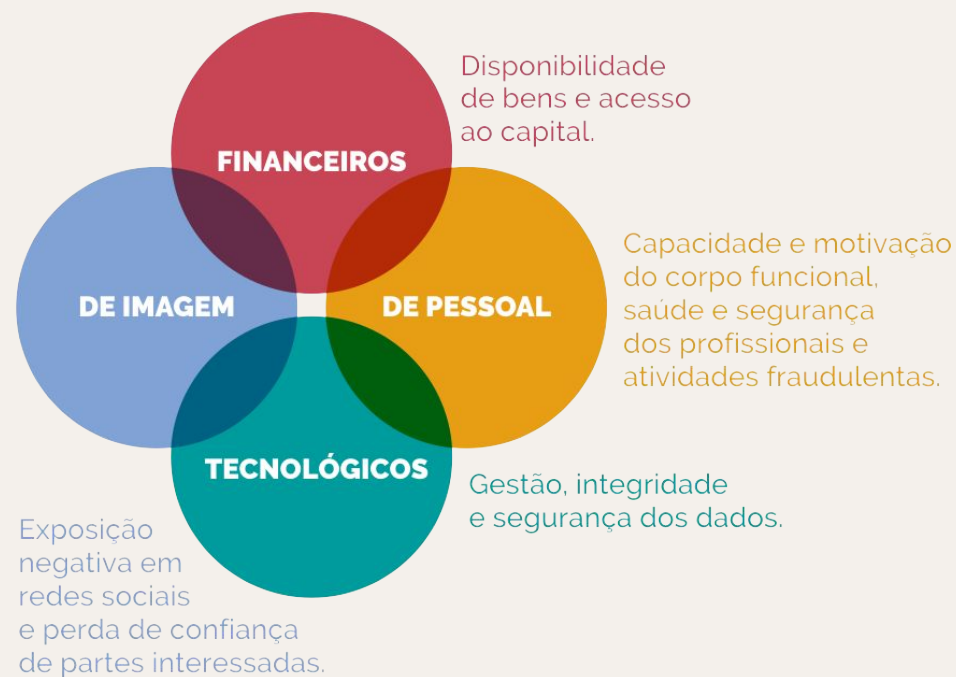 FINANCEIROS
Disponibilidade
de bens e acesso
ao capital.
DE IMAGEM
DE PESSOAL
Capacidade e motivação
do corpo funcional,
saúde e segurança
dos profissionais e
atividades fraudulentas.
TECNOLÓGICOS
Gestão, integridade
e segurança dos dados.
Exposição
negativa em
redes sociais
e perda de confiança
de partes interessadas.